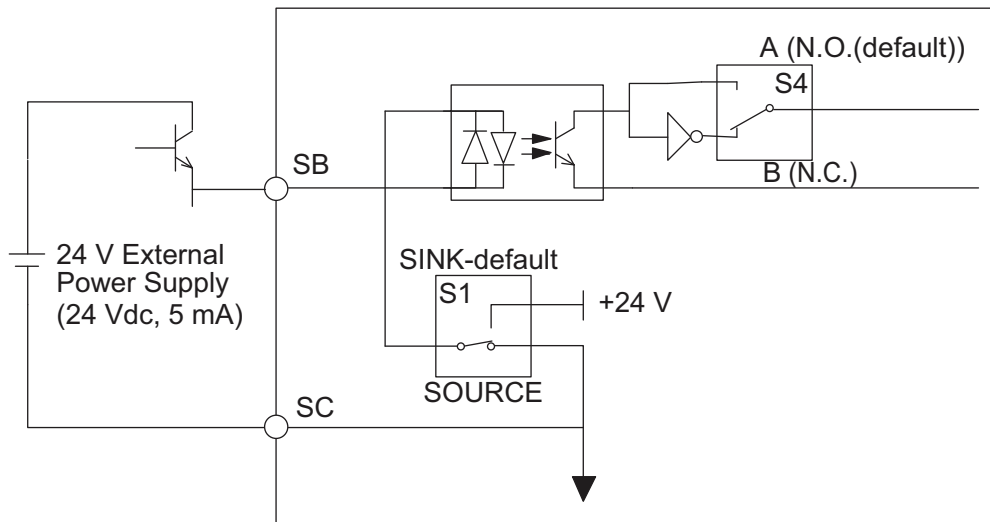 A (N.O.(default))
S4
SB
B (N.C.)
24 V External
Power Supply
(24 Vdc, 5 mA)
SINK-default
S1
+24 V
SOURCE
SC